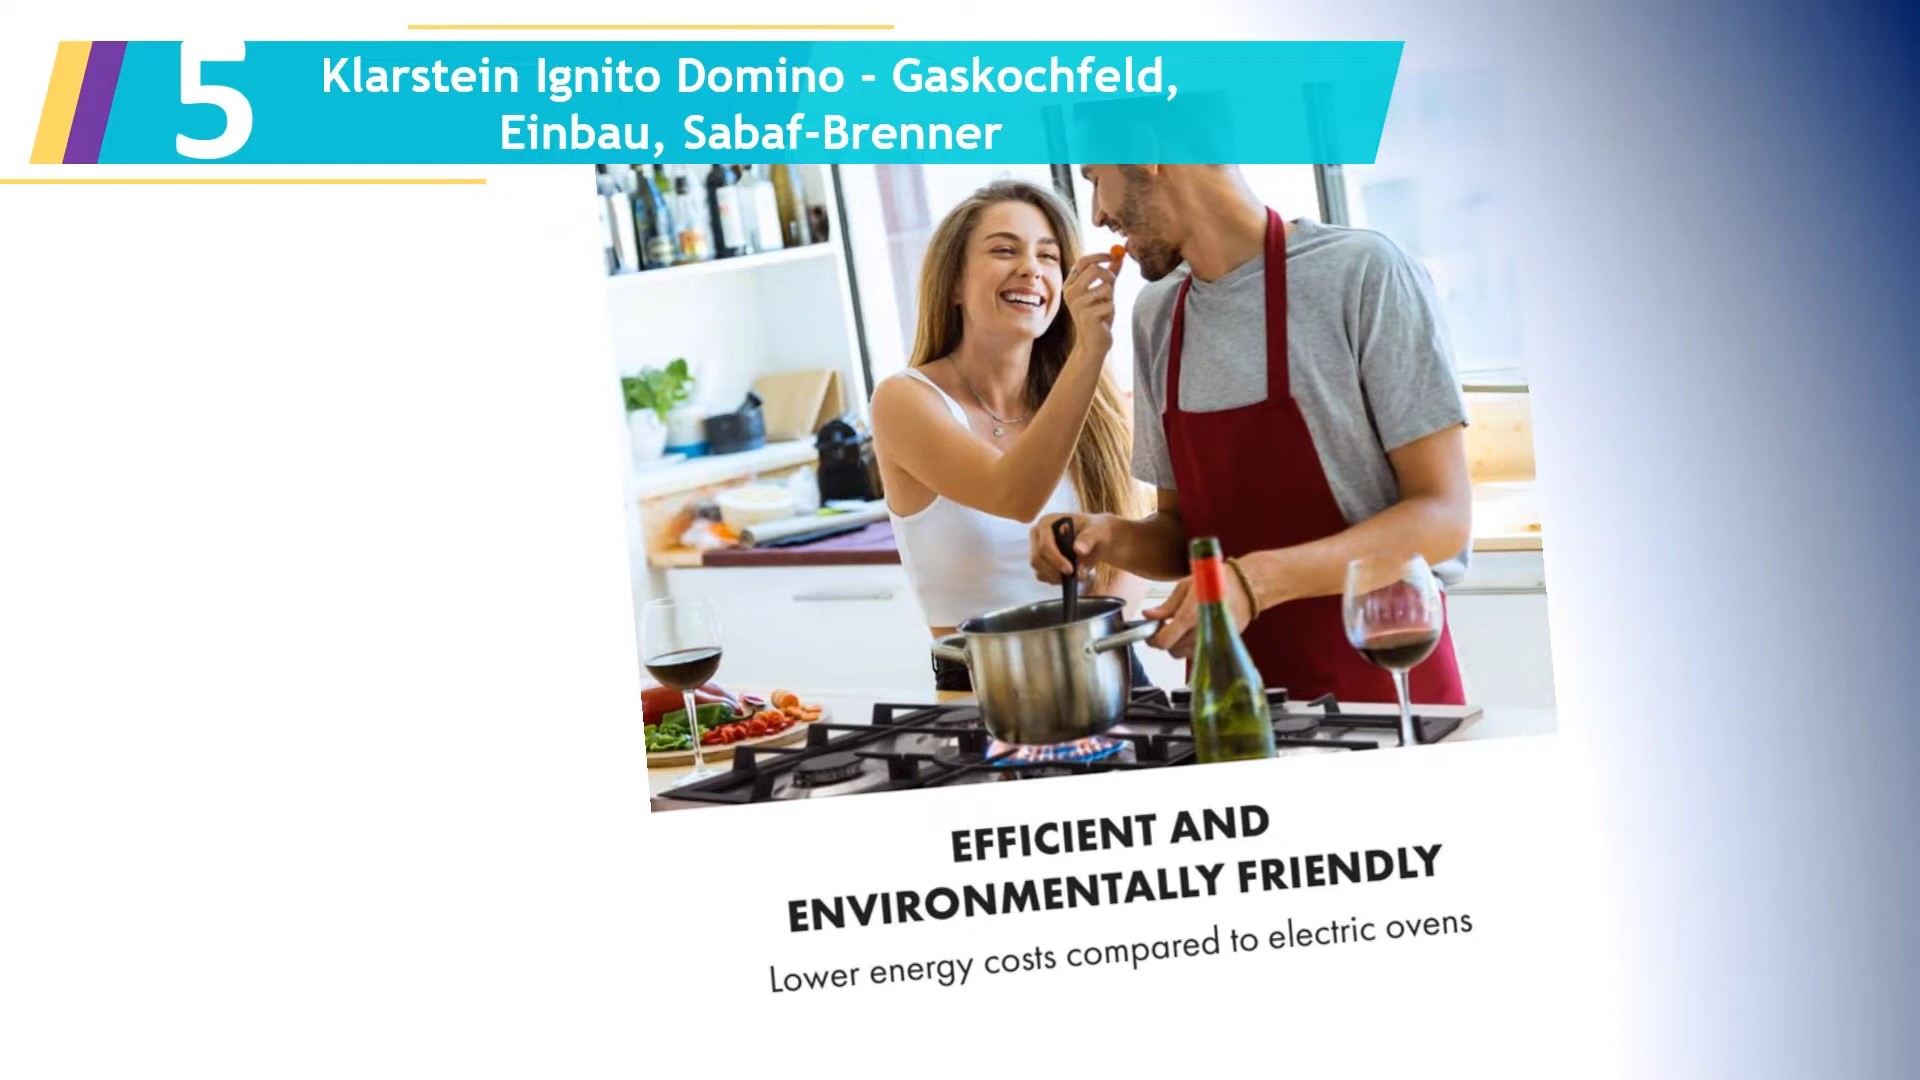 5
Klarstein Ignito Domino - Gaskochfeld,
Einbau, Sabaf-Brenner
EFFICIENT AND
ENVIRONMENTALLY FRIENDLY
Lower energy costs compared to electric ovens